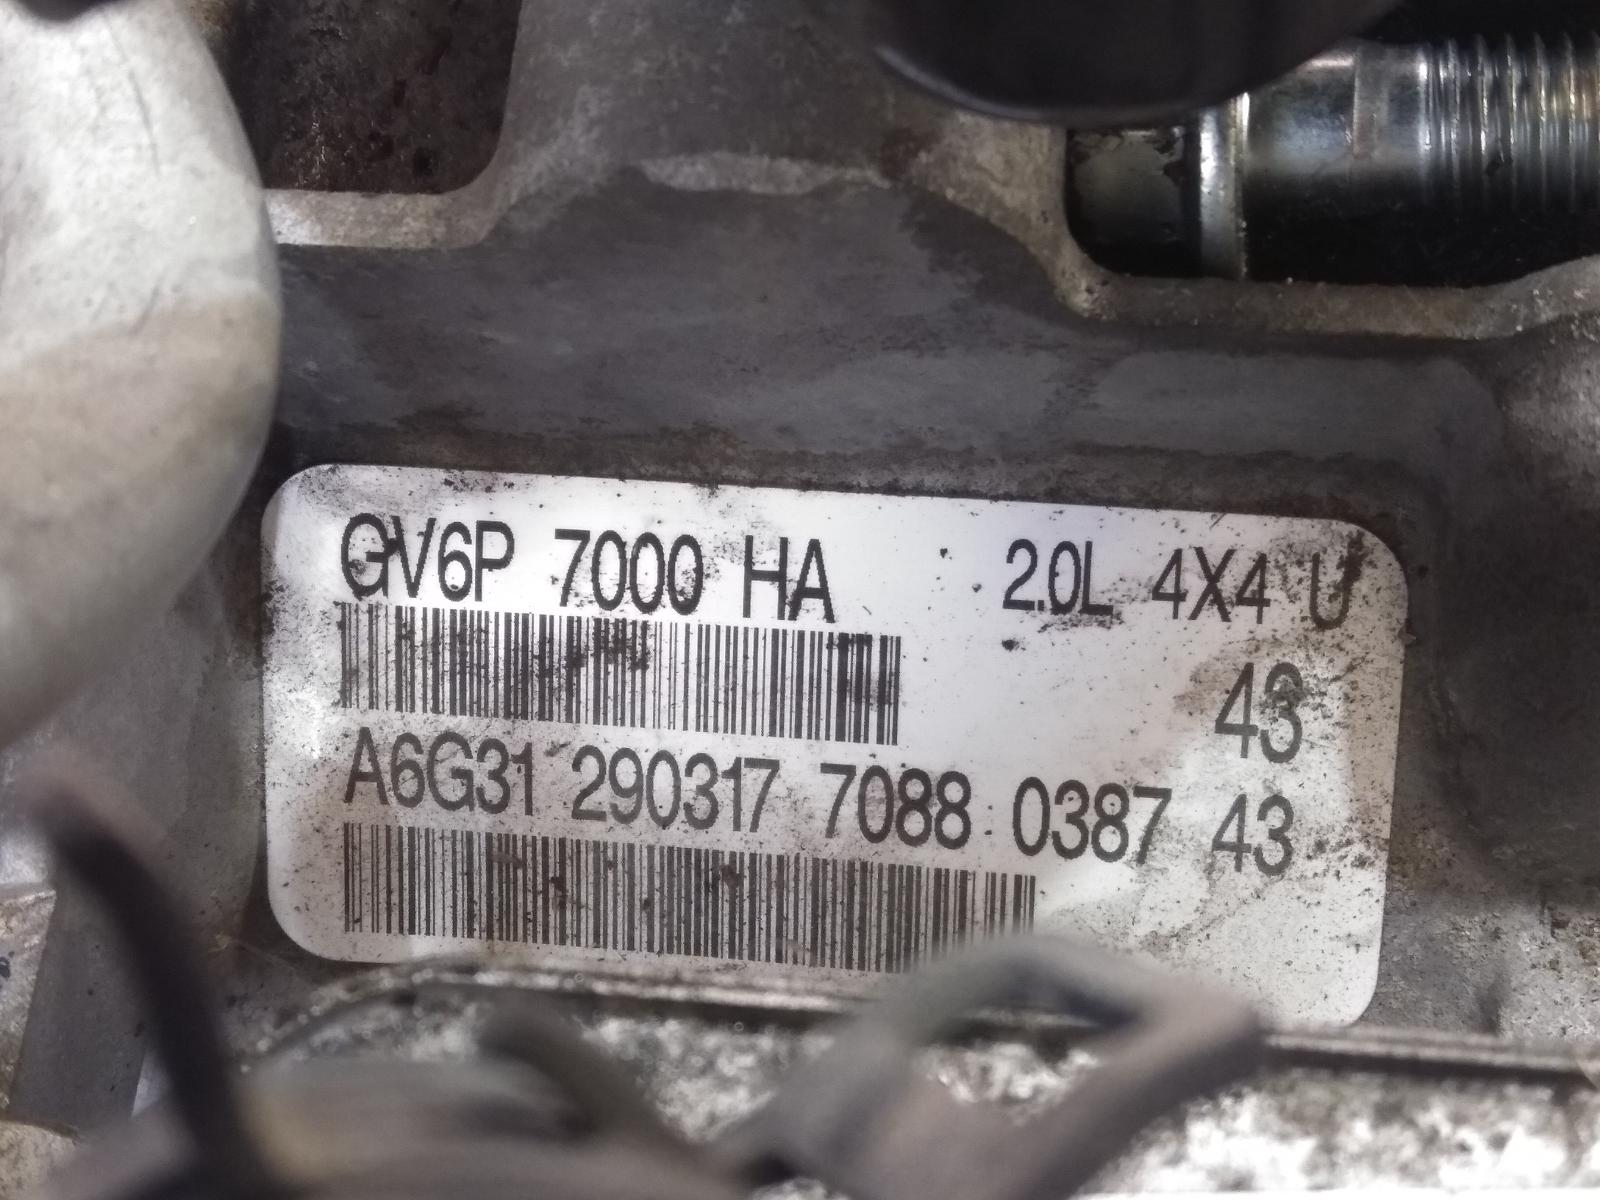 GV6P 7000 HA 2.0L 4X4 U
43
A6G31 290317 7088 0387 43